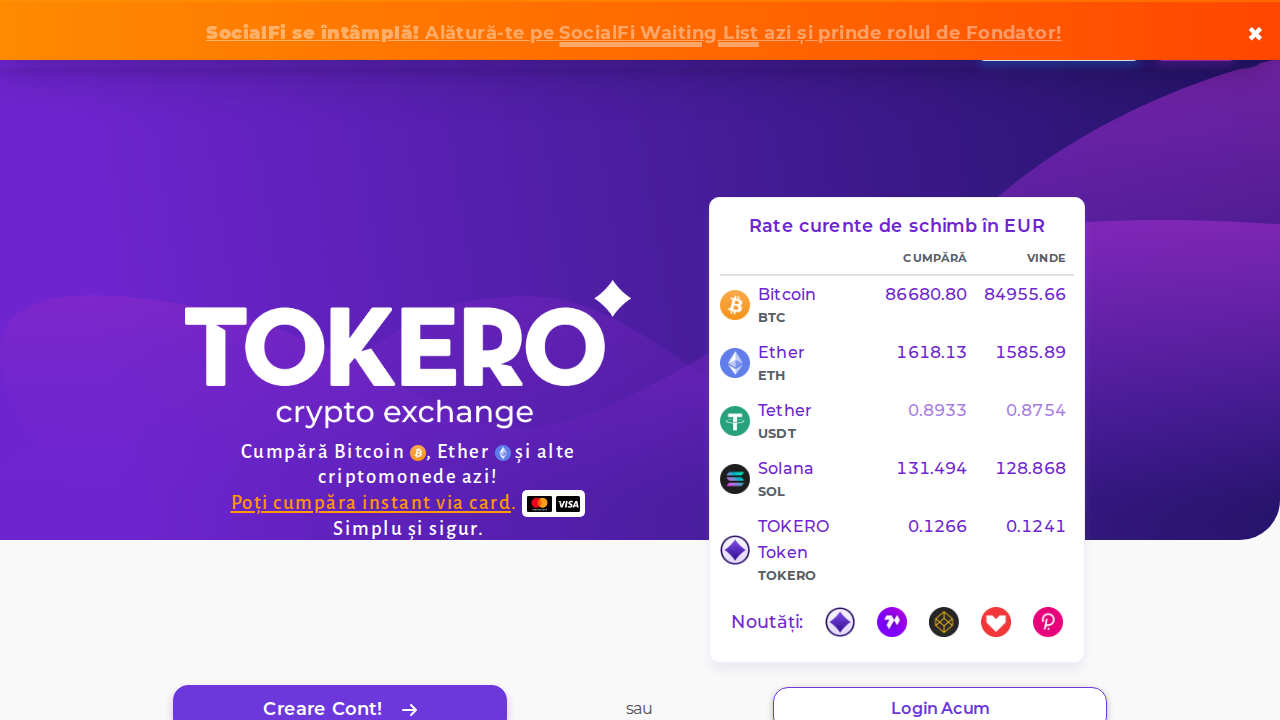 SocialFi se întâmplă! Alătură-te pe SocialFi Waiting List azi și prinde rolul de Fondator!
✖
TOKERO
crypto exchange
Cumpără Bitcoin, Ether și alte
criptomonede azi!
Poți cumpăra instant via card. VISA
Simplu și sigur.
Rate curente de schimb în EUR
CUMPĂRĂ VINDE
Bitcoin 86680.80 84955.66
BTC
Ether 1618.13 1585.89
ETH
Tether 0.8933 0.8754
USDT
Solana 131.494 128.868
SOL
TOKERO 0.1266 0.1241
Token
TOKERO
Noutăți:
Creare Cont! → sau Login Acum